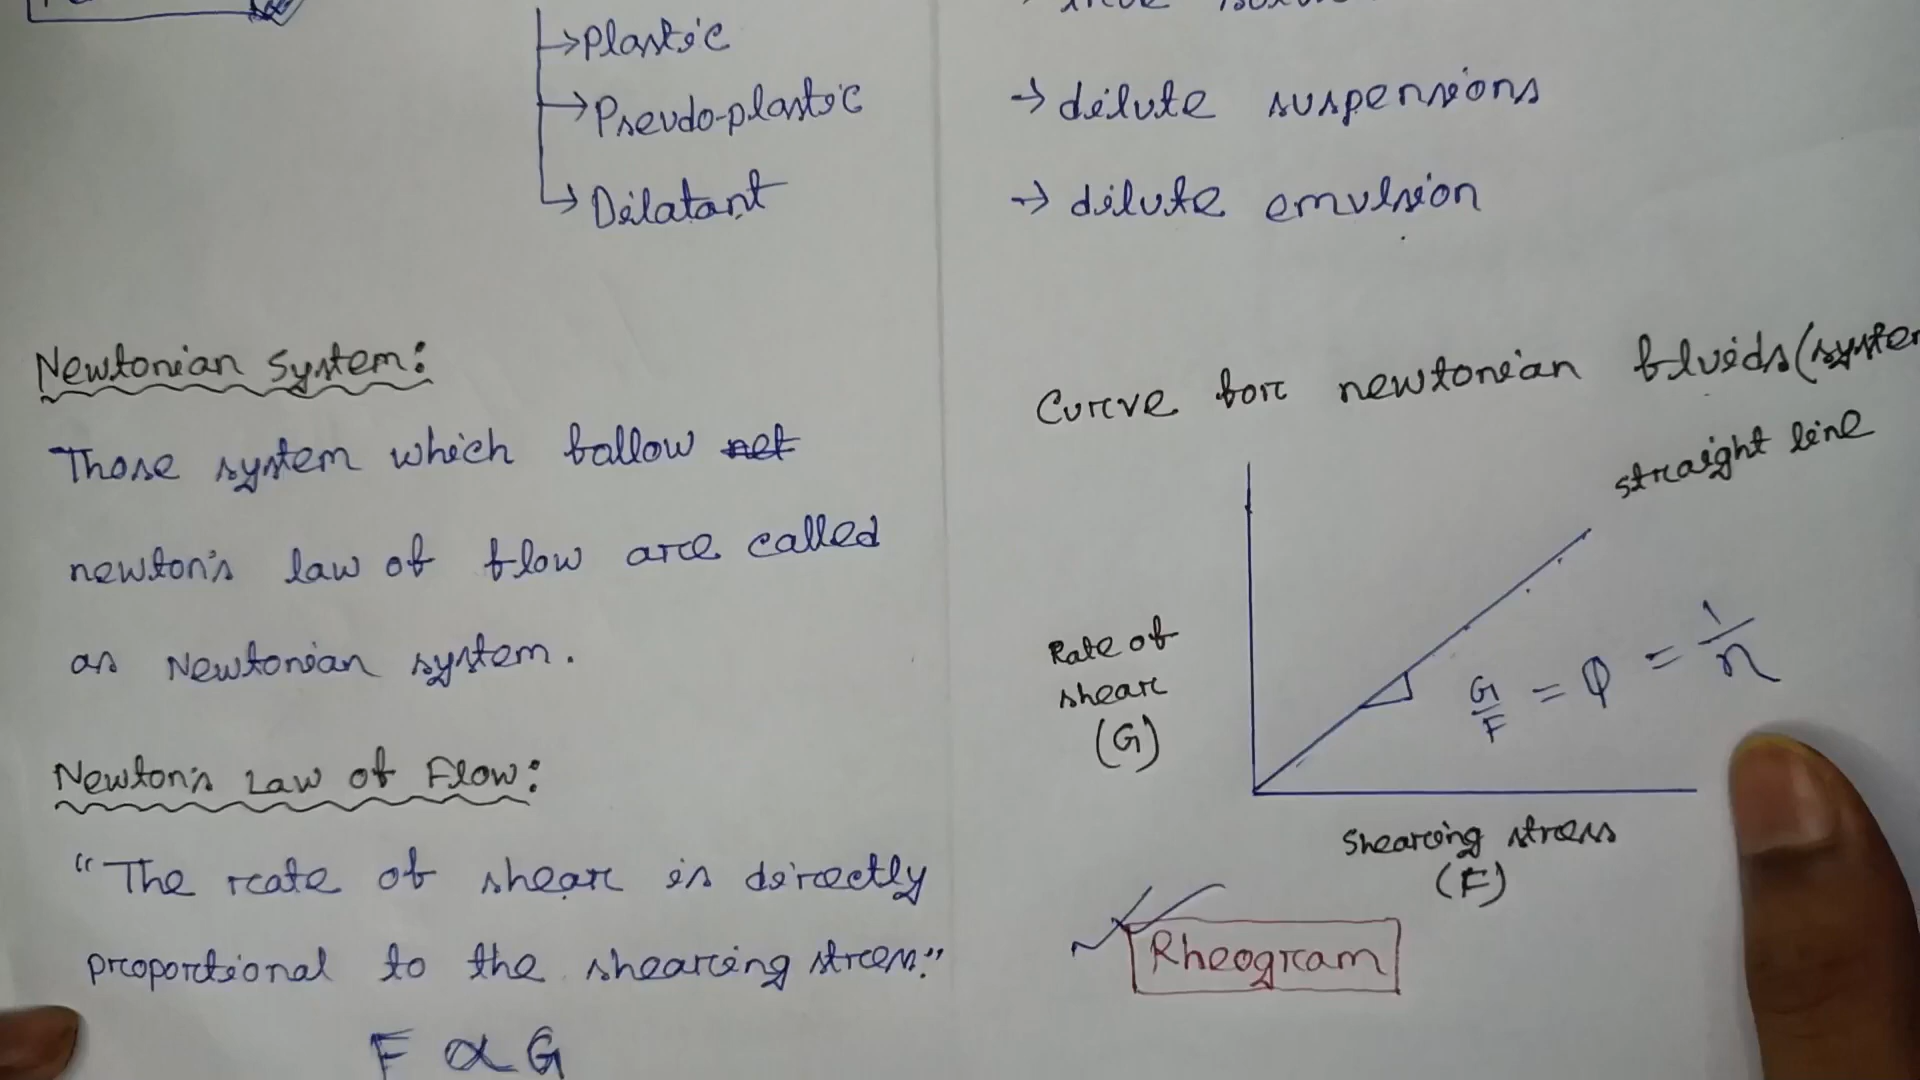 →Plastic
→Pseudo-plastic
→Dilatant
→ dilute suspensions
→ dilute emulsion
Newtonian System:
Those system which follow
newton's law of flow are called
as Newtonian system.
Newton's Law of Flow:
"The rate of shear is directly
proportional to the shearing stress."
F ∝ G
Curve for newtonian fluids (system
straight line
Rate of
shear
(G)
G/F = φ = 1/η
Shearing stress
(F)
Rheogram